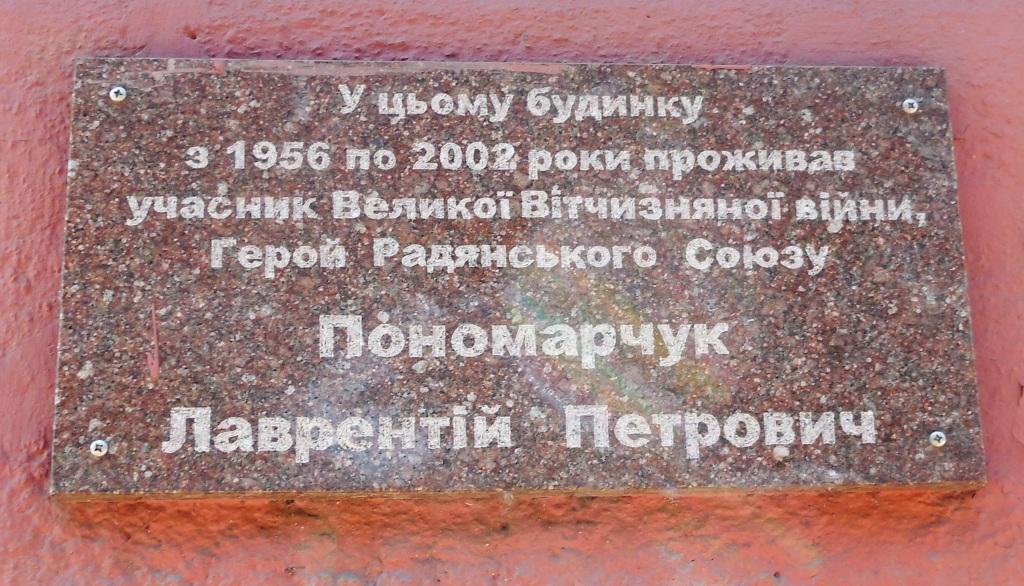 У цьому будинку
з 1956 по 2002 роки проживав
учасник Великої Вітчизняної війни,
Герой Радянського Союзу
Пономарчук
Лаврентій Петрович